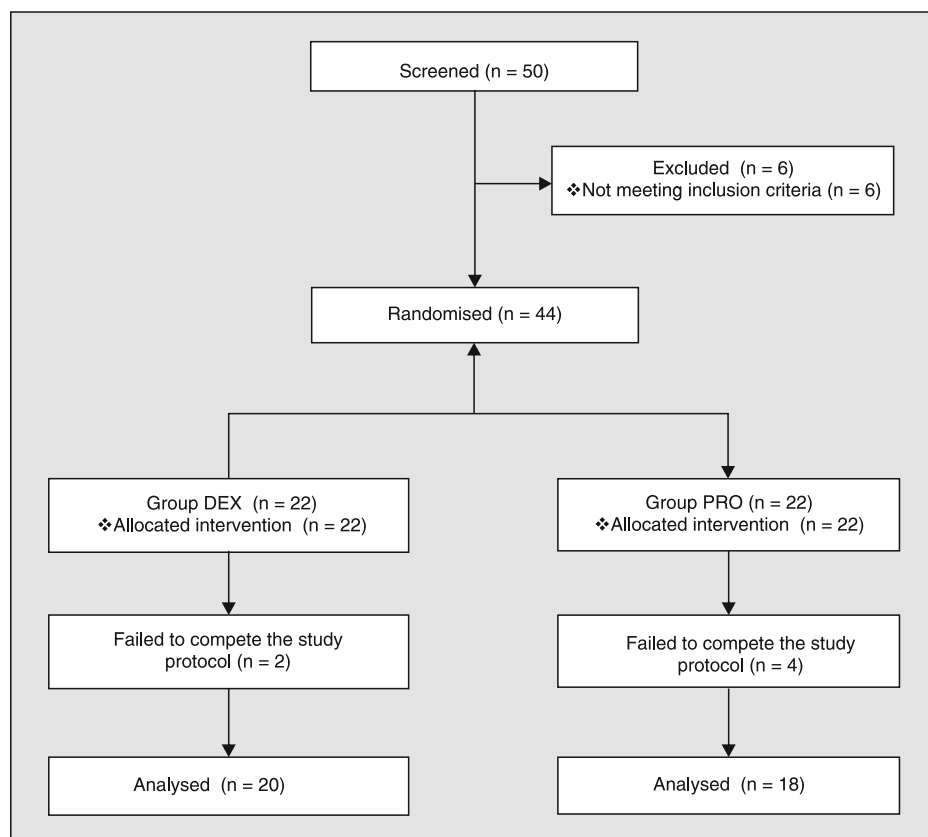 Screened (n = 50)
Excluded (n = 6)
❖Not meeting inclusion criteria (n = 6)
Randomised (n = 44)
Group DEX (n = 22)
❖Allocated intervention (n = 22)
Group PRO (n = 22)
❖Allocated intervention (n = 22)
Failed to compete the study
protocol (n = 2)
Failed to compete the study
protocol (n = 4)
Analysed (n = 20)
Analysed (n = 18)